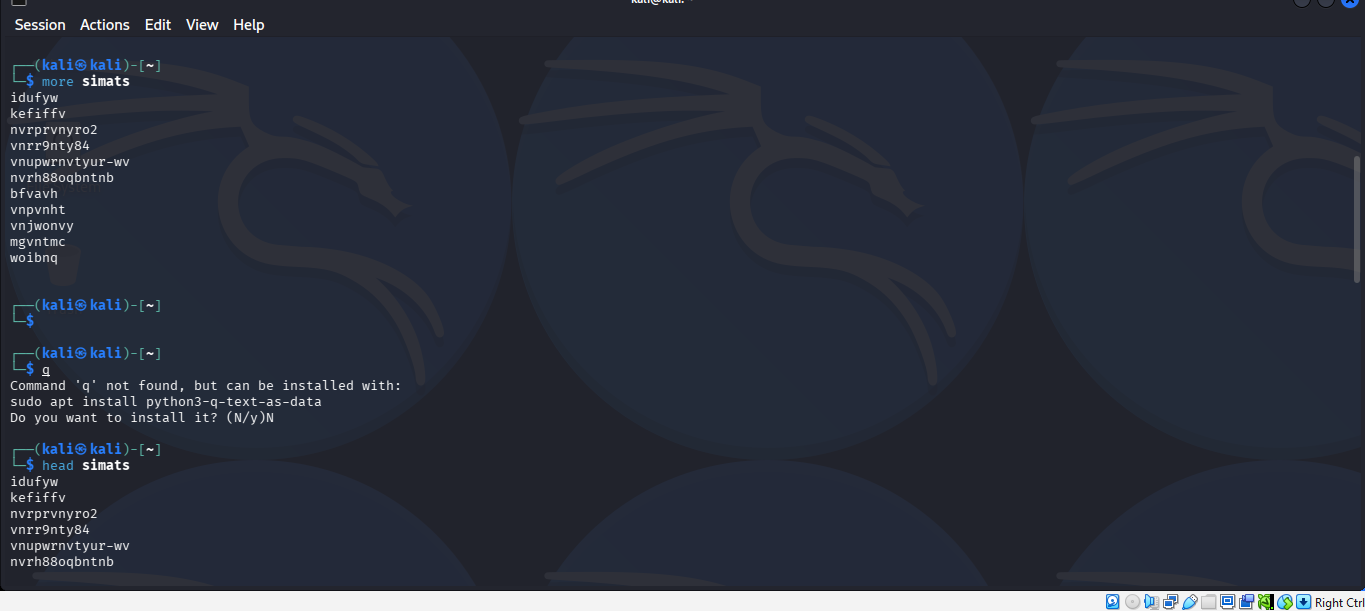 Session Actions Edit View Help
┌──(kali㉿kali)-[~]
└─$ more simats
idufyw
kefiffv
nvrprvnyro2
vnrr9nty84
vnupwrnvtyur-wv
nvrh88oqbntnb
bfvavh
vnpvnht
vnjwonvy
mgvntmc
woibnq
┌──(kali㉿kali)-[~]
└─$
┌──(kali㉿kali)-[~]
└─$ q
Command 'q' not found, but can be installed with:
sudo apt install python3-q-text-as-data
Do you want to install it? (N/y)N
┌──(kali㉿kali)-[~]
└─$ head simats
idufyw
kefiffv
nvrprvnyro2
vnrr9nty84
vnupwrnvtyur-wv
nvrh88oqbntnb
Right Ctrl